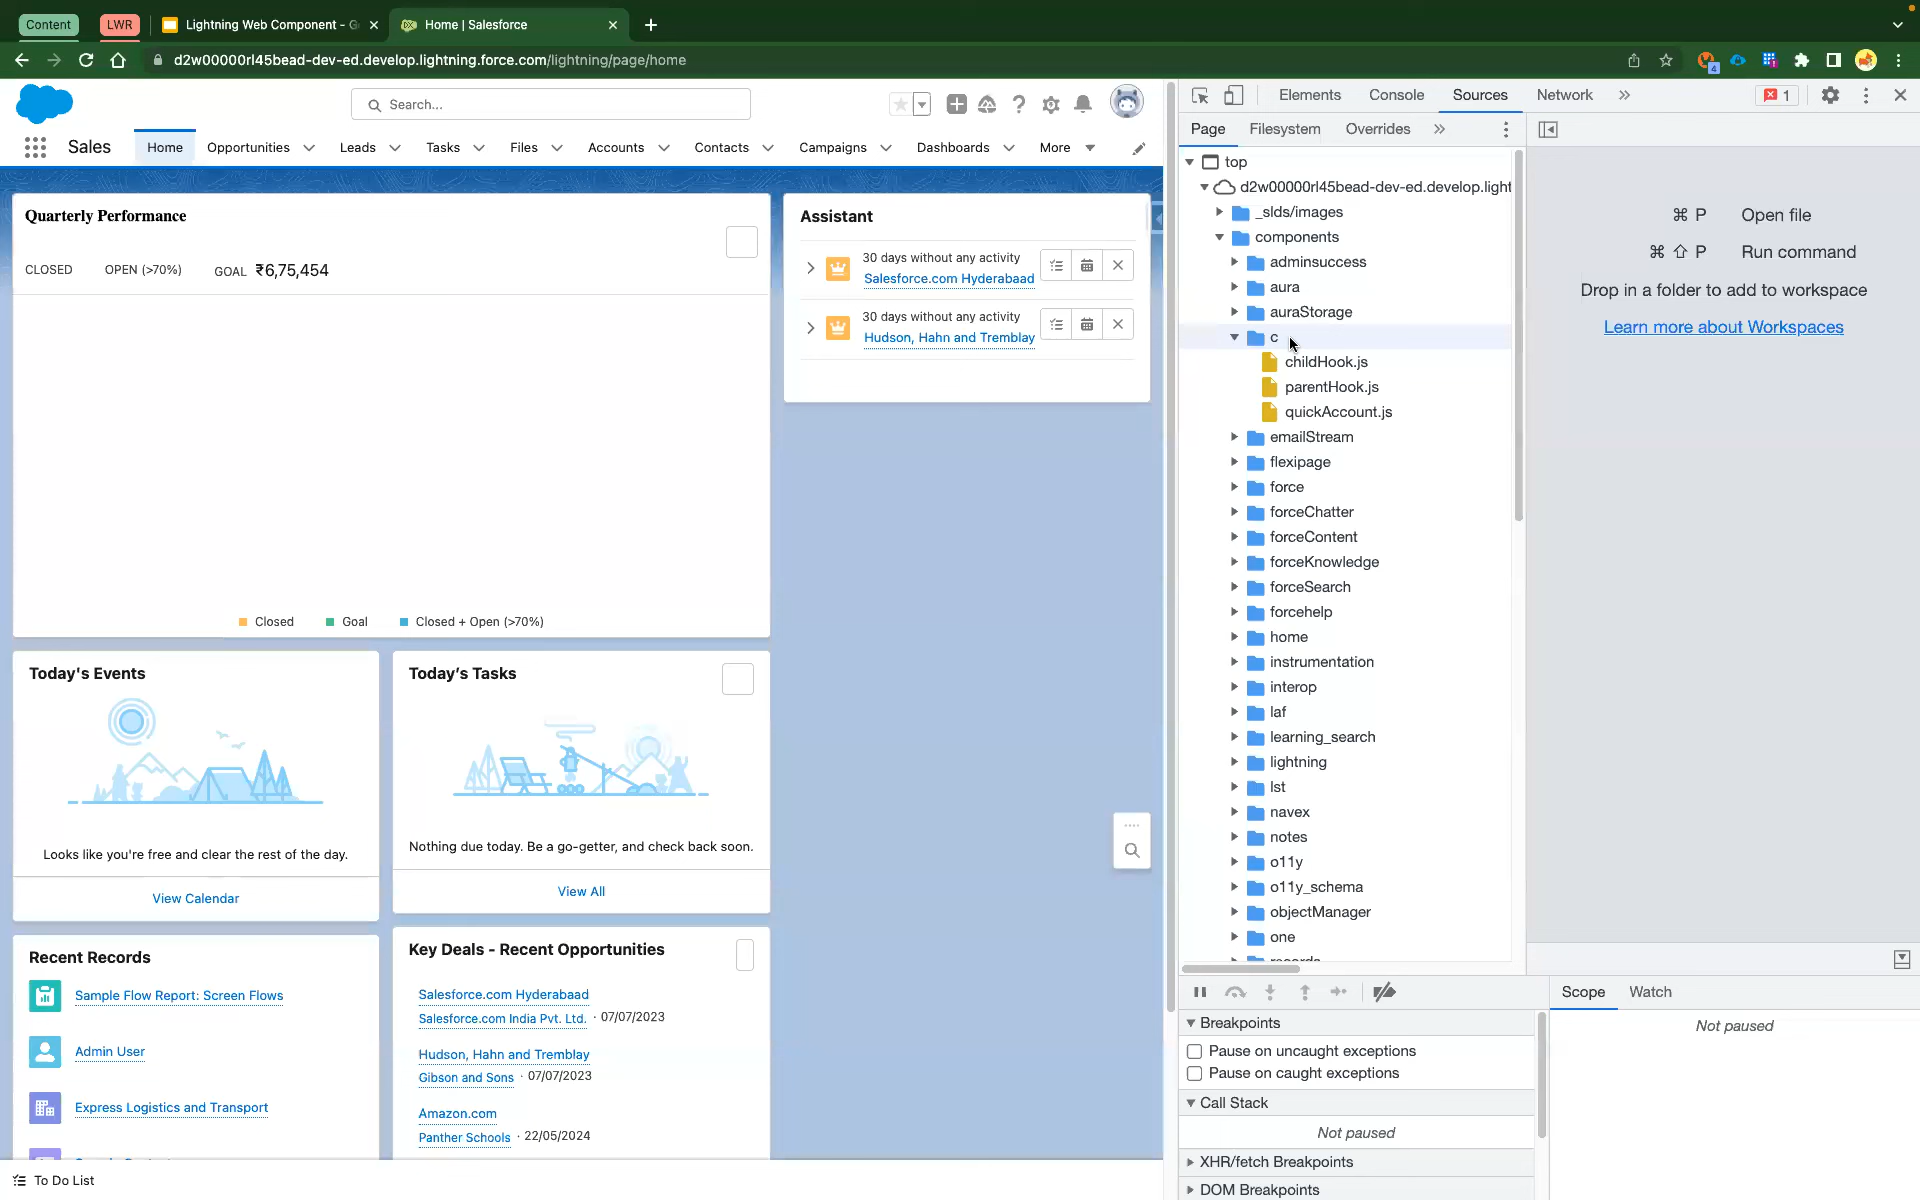 Content
LWR
Lightning Web Component - G
Home | Salesforce
d2w00000rl45bead-dev-ed.develop.lightning.force.com/lightning/page/home
4
Search...
Sales
Home
Opportunities
Leads
Tasks
Files
Accounts
Contacts
Campaigns
Dashboards
More
Quarterly Performance
CLOSED
OPEN (>70%)
GOAL ₹6,75,454
Closed
Goal
Closed + Open (>70%)
Assistant
30 days without any activity
Salesforce.com Hyderabaad
30 days without any activity
Hudson, Hahn and Tremblay
Today's Events
Looks like you're free and clear the rest of the day.
View Calendar
Today's Tasks
Nothing due today. Be a go-getter, and check back soon.
View All
Recent Records
Sample Flow Report: Screen Flows
Admin User
Express Logistics and Transport
Key Deals - Recent Opportunities
Salesforce.com Hyderabaad
Salesforce.com India Pvt. Ltd. · 07/07/2023
Hudson, Hahn and Tremblay
Gibson and Sons · 07/07/2023
Amazon.com
Panther Schools · 22/05/2024
To Do List
Elements
Console
Sources
Network
1
Page
Filesystem
Overrides
top
d2w00000rl45bead-dev-ed.develop.light
_slds/images
components
adminsuccess
aura
auraStorage
c
childHook.js
parentHook.js
quickAccount.js
emailStream
flexipage
force
forceChatter
forceContent
forceKnowledge
forceSearch
forcehelp
home
instrumentation
interop
laf
learning_search
lightning
lst
navex
notes
o11y
o11y_schema
objectManager
one
records
⌘ P Open file
⌘ ⇧ P Run command
Drop in a folder to add to workspace
Learn more about Workspaces
Breakpoints
Pause on uncaught exceptions
Pause on caught exceptions
Call Stack
Not paused
XHR/fetch Breakpoints
DOM Breakpoints
Scope
Watch
Not paused